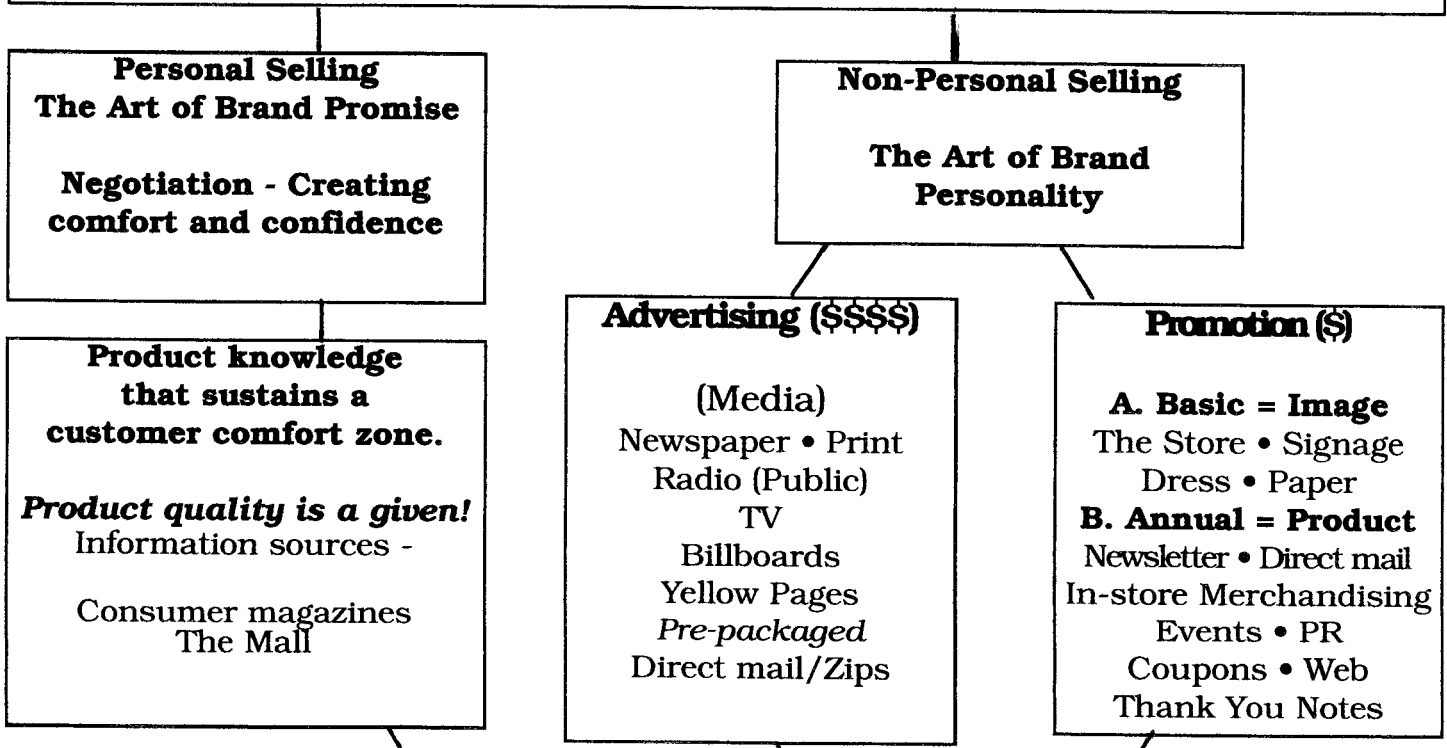 Personal Selling
The Art of Brand Promise
Negotiation - Creating
comfort and confidence
Non-Personal Selling
The Art of Brand
Personality
Product knowledge
that sustains a
customer comfort zone.
Product quality is a given!
Information sources -
Consumer magazines
The Mall
Advertising ($$$$)
(Media)
Newspaper • Print
Radio (Public)
TV
Billboards
Yellow Pages
Pre-packaged
Direct mail/Zips
Promotion ($)
A. Basic = Image
The Store • Signage
Dress • Paper
B. Annual = Product
Newsletter • Direct mail
In-store Merchandising
Events • PR
Coupons • Web
Thank You Notes